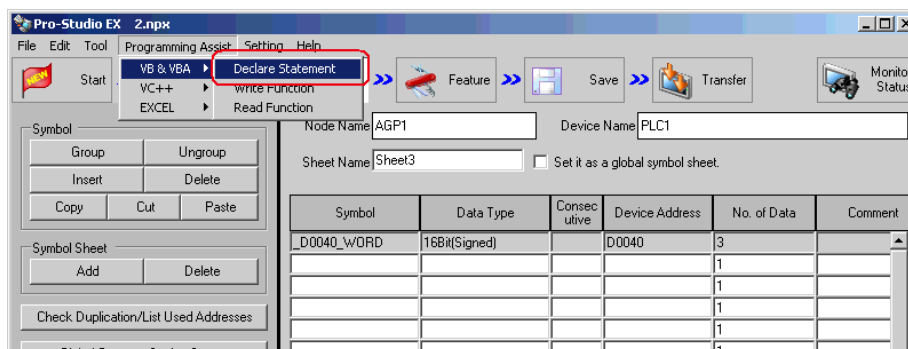 Pro-Studio EX 2.npx
File Edit Tool Programming Assist Setting Help
VB & VBA Declare Statement
VC++ Write Function
EXCEL Read Function
NEW Start Feature Save Transfer Monito
Status
Symbol
Group Ungroup
Insert Delete
Copy Cut Paste
Symbol Sheet
Add Delete
Check Duplication/List Used Addresses
Node Name AGP1 Device Name PLC1
Sheet Name Sheet3 Set it as a global symbol sheet.
Symbol Data Type Consec
utive Device Address No. of Data Comment
_D0040_WORD 16Bit(Signed) D0040 3
1
1
1
1